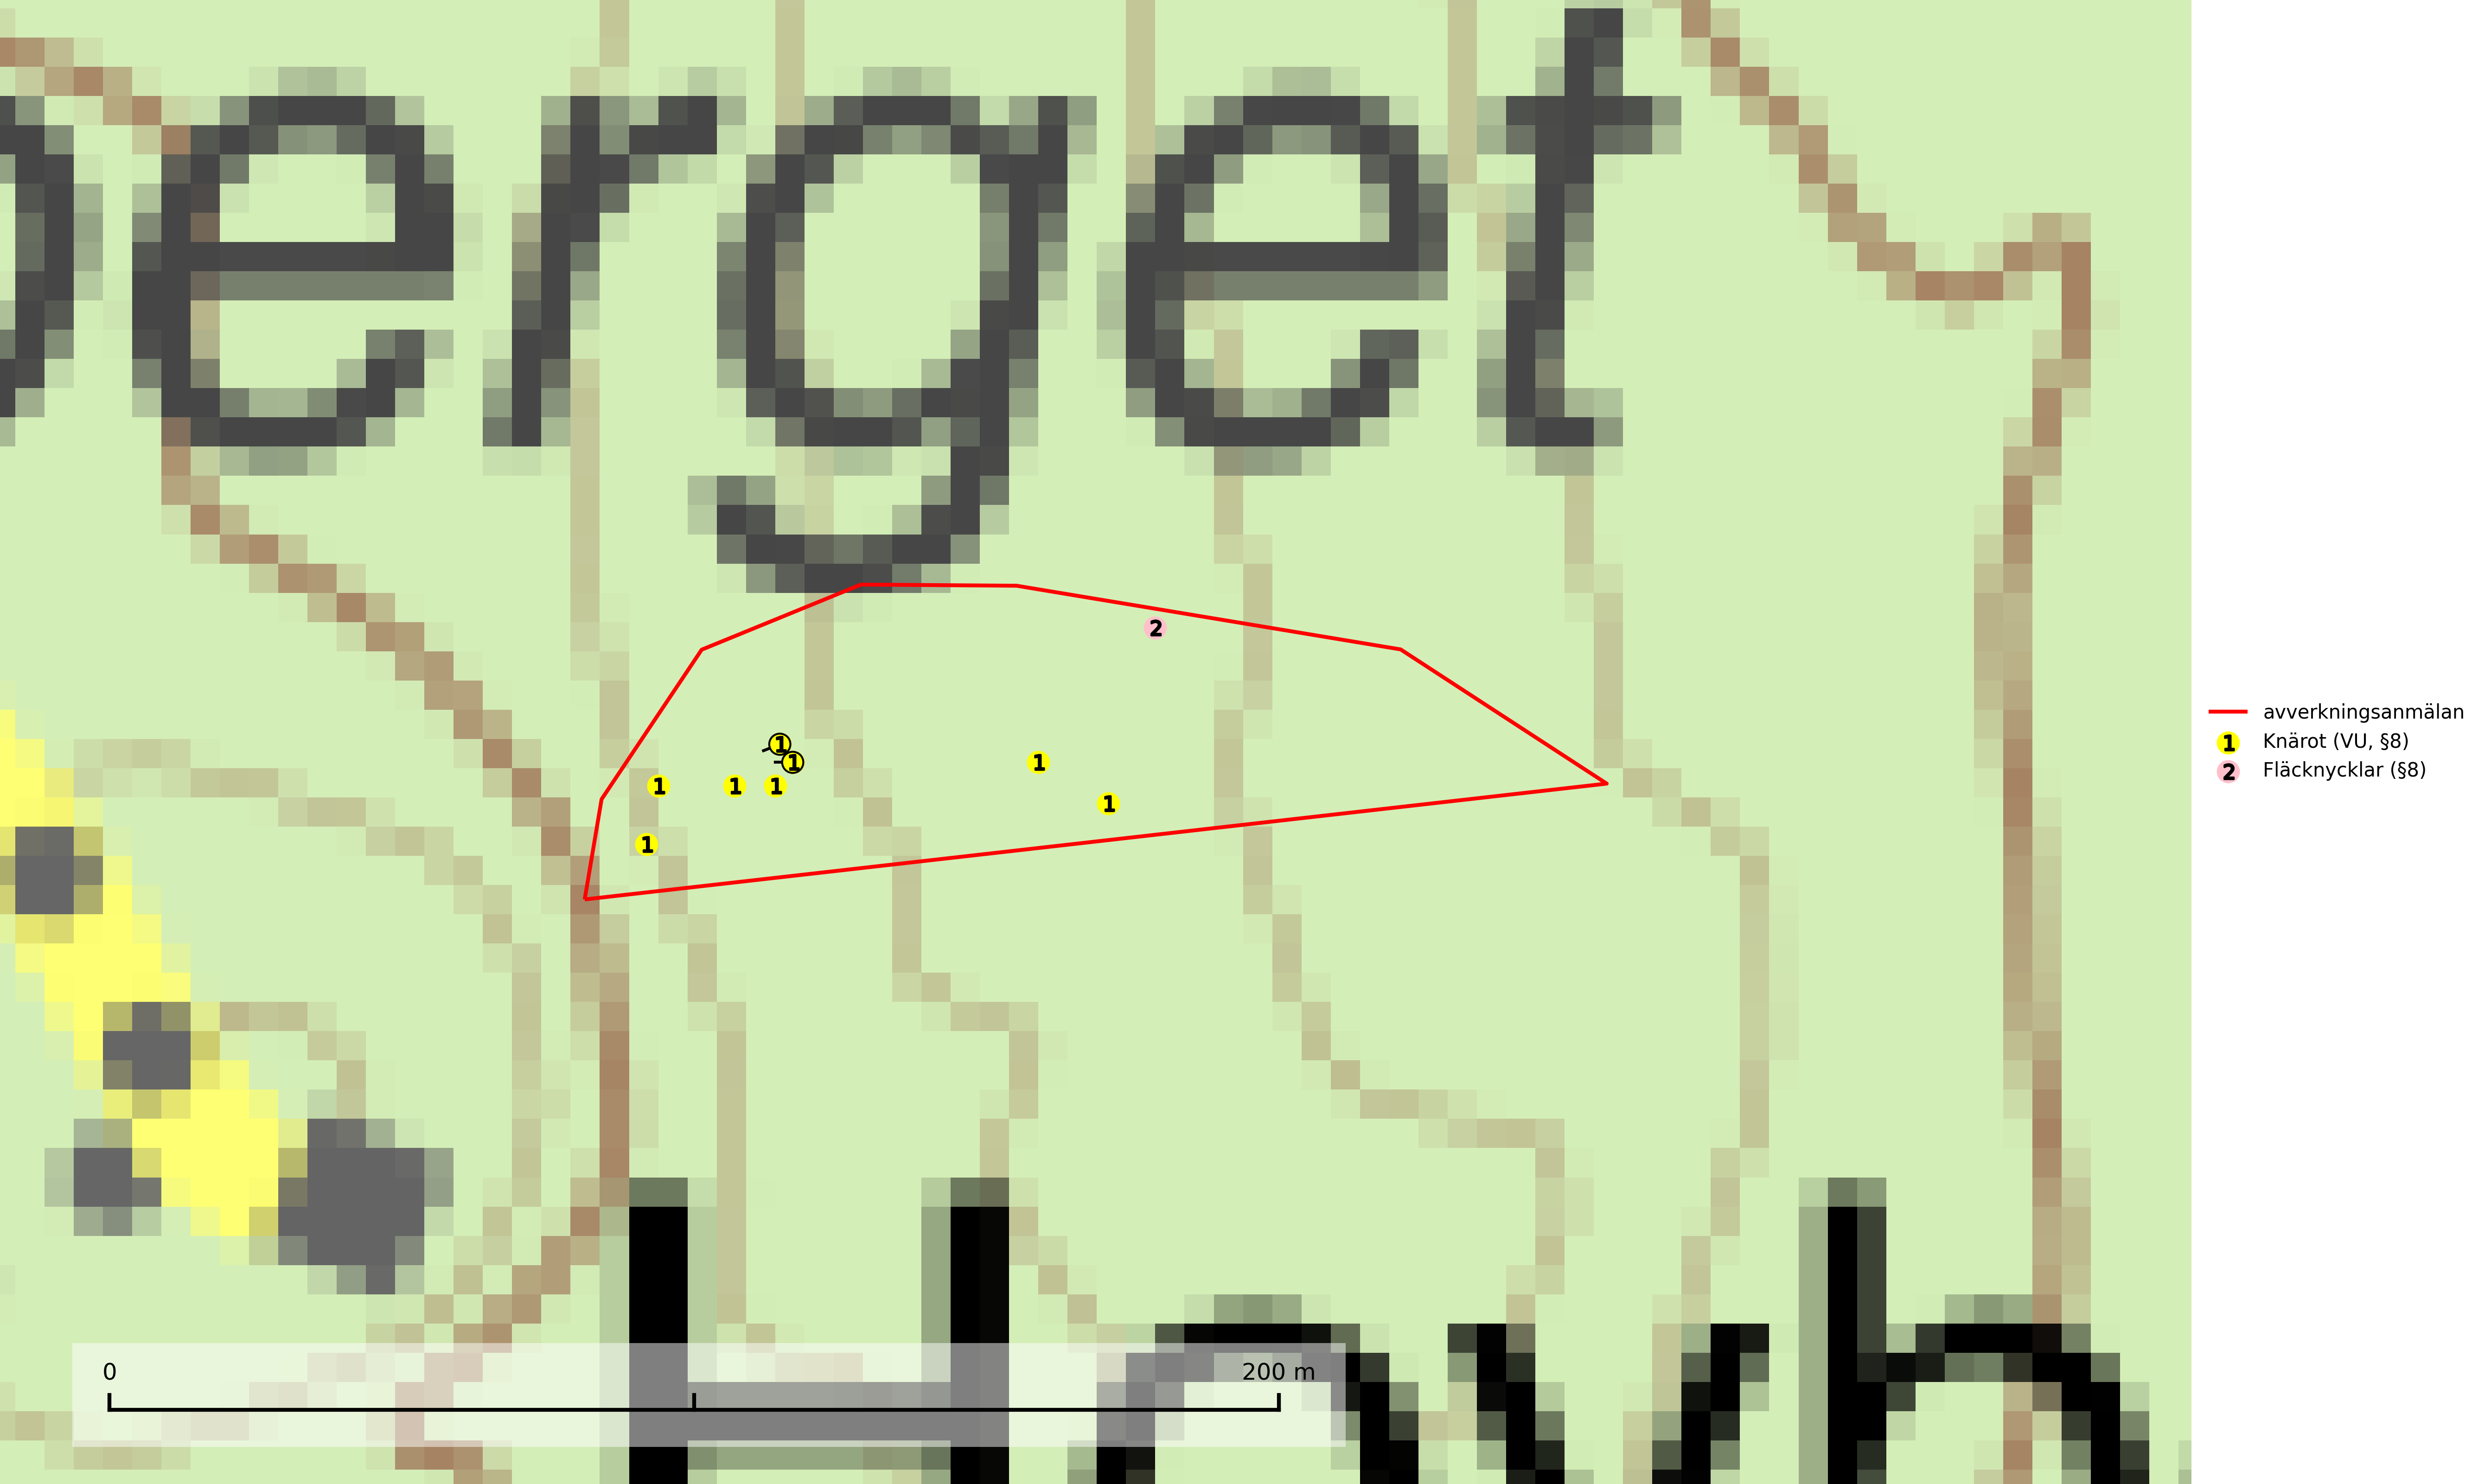 erget
2
1
1
1
1
1
1
1
1
avverkningsanmälan
1 Knärot (VU, §8)
2 Fläcknycklar (§8)
0 200 m